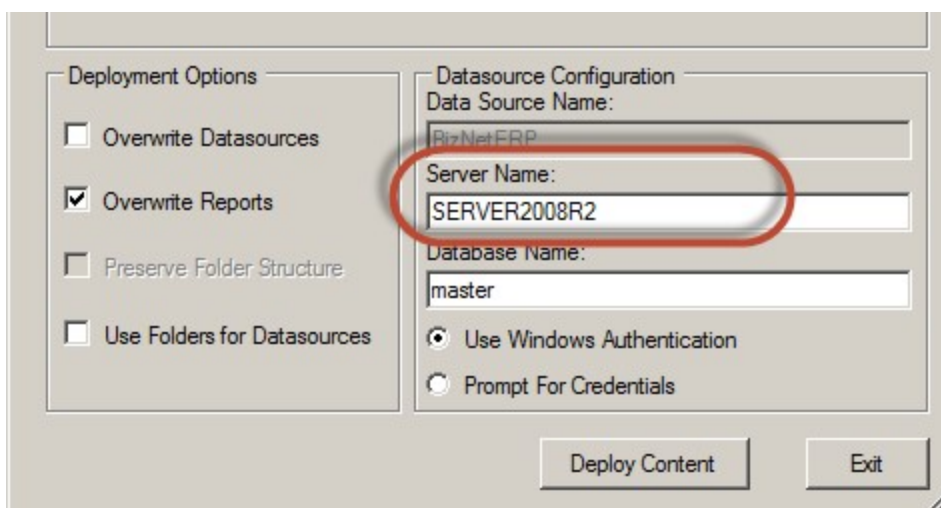 Deployment Options
Overwrite Datasources
Overwrite Reports
Preserve Folder Structure
Use Folders for Datasources
Datasource Configuration
Data Source Name:
BizNetERP
Server Name:
SERVER2008R2
Database Name:
master
Use Windows Authentication
Prompt For Credentials
Deploy Content
Exit